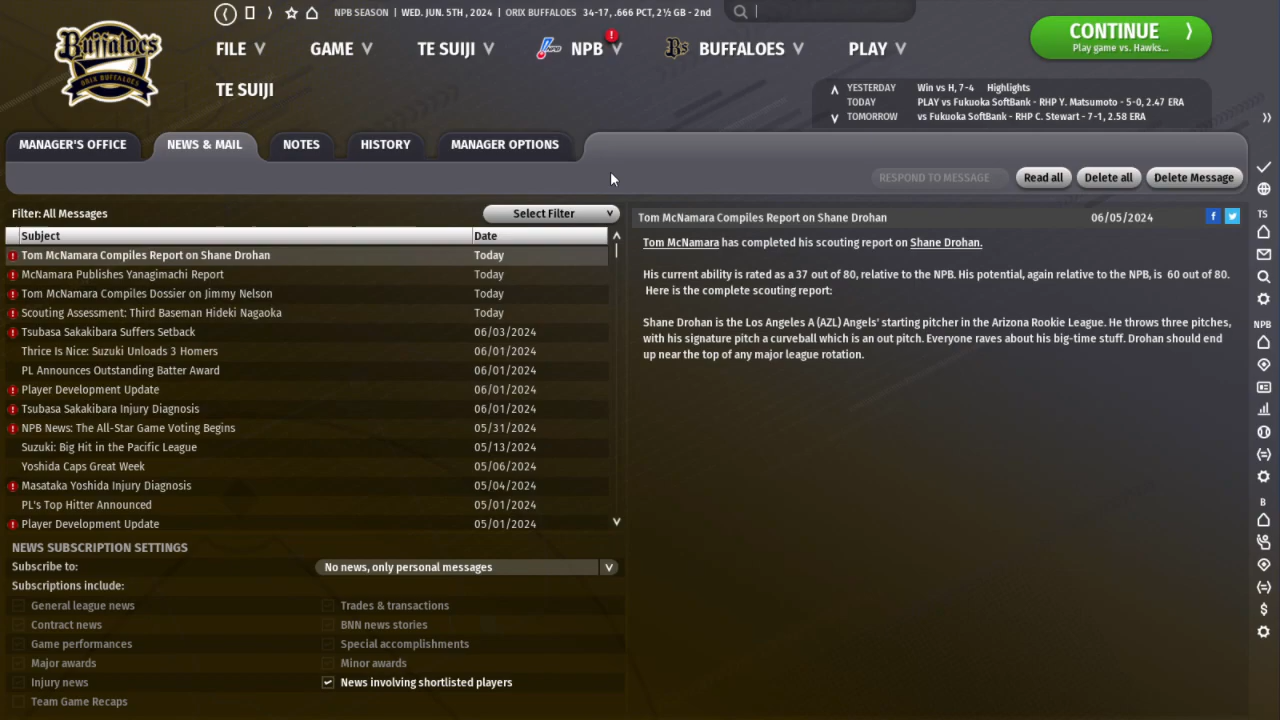 NPB SEASON | WED. JUN. 5TH , 2024 | ORIX BUFFALOES 34-17, .666 PCT, 2½ GB - 2nd
Buffaloes
ORIX BUFFALOES
FILE GAME TE SUIJI NPB BUFFALOES PLAY
TE SUIJI
CONTINUE
Play game vs. Hawks...
YESTERDAY Win vs H, 7-4 Highlights
TODAY PLAY vs Fukuoka SoftBank - RHP Y. Matsumoto - 5-0, 2.47 ERA
TOMORROW vs Fukuoka SoftBank - RHP C. Stewart - 7-1, 2.58 ERA
MANAGER'S OFFICE NEWS & MAIL NOTES HISTORY MANAGER OPTIONS
RESPOND TO MESSAGE Read all Delete all Delete Message
Filter: All Messages Select Filter
Subject Date
! Tom McNamara Compiles Report on Shane Drohan Today
! McNamara Publishes Yanagimachi Report Today
! Tom McNamara Compiles Dossier on Jimmy Nelson Today
! Scouting Assessment: Third Baseman Hideki Nagaoka Today
! Tsubasa Sakakibara Suffers Setback 06/03/2024
Thrice Is Nice: Suzuki Unloads 3 Homers 06/01/2024
PL Announces Outstanding Batter Award 06/01/2024
! Player Development Update 06/01/2024
! Tsubasa Sakakibara Injury Diagnosis 06/01/2024
! NPB News: The All-Star Game Voting Begins 05/31/2024
Suzuki: Big Hit in the Pacific League 05/13/2024
Yoshida Caps Great Week 05/06/2024
! Masataka Yoshida Injury Diagnosis 05/04/2024
PL's Top Hitter Announced 05/01/2024
! Player Development Update 05/01/2024
NEWS SUBSCRIPTION SETTINGS
Subscribe to: No news, only personal messages
Subscriptions include:
General league news Trades & transactions
Contract news BNN news stories
Game performances Special accomplishments
Major awards Minor awards
Injury news News involving shortlisted players
Team Game Recaps
Tom McNamara Compiles Report on Shane Drohan 06/05/2024
Tom McNamara has completed his scouting report on Shane Drohan.
His current ability is rated as a 37 out of 80, relative to the NPB. His potential, again relative to the NPB, is 60 out of 80.
Here is the complete scouting report:
Shane Drohan is the Los Angeles A (AZL) Angels' starting pitcher in the Arizona Rookie League. He throws three pitches,
with his signature pitch a curveball which is an out pitch. Everyone raves about his big-time stuff. Drohan should end
up near the top of any major league rotation.
TS
NPB
B